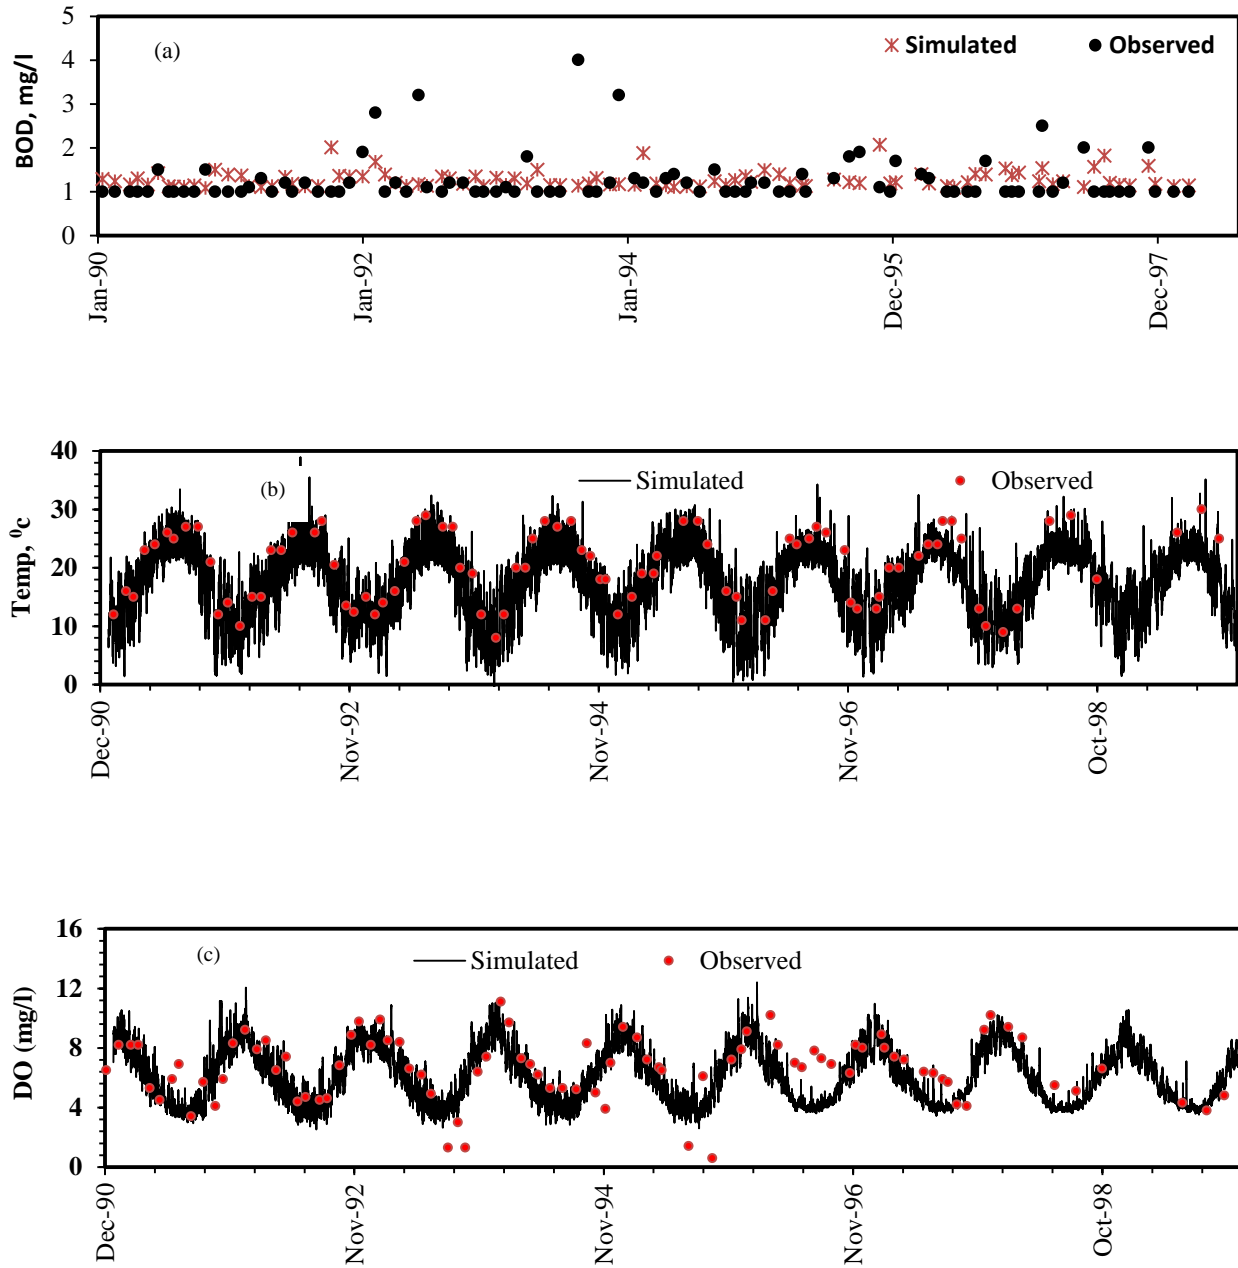 5
(a)
Simulated
Observed
4
3
2
1
0
BOD, mg/l
Jan-90
Jan-92
Jan-94
Dec-95
Dec-97
40
(b)
Simulated
Observed
30
20
10
0
Temp, ⁰c
Dec-90
Nov-92
Nov-94
Nov-96
Oct-98
16
(c)
Simulated
Observed
12
8
4
0
DO (mg/l)
Dec-90
Nov-92
Nov-94
Nov-96
Oct-98